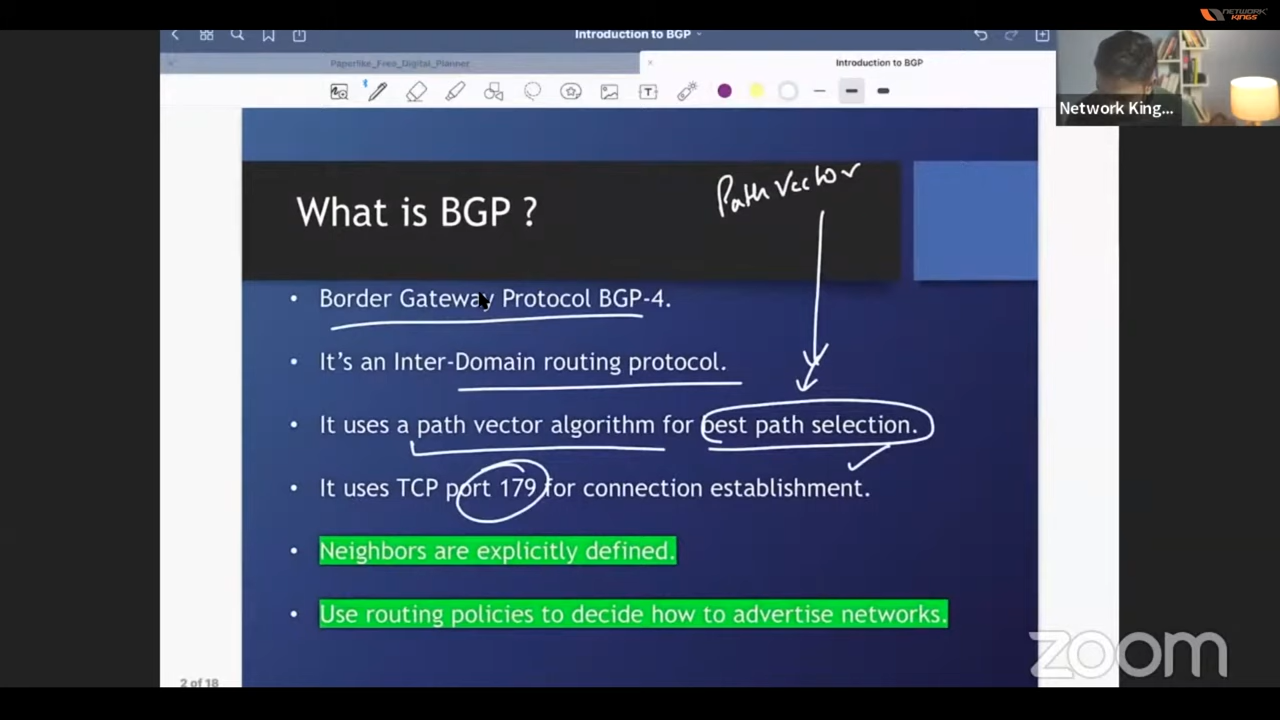 NETWORK
KINGS
Introduction to BGP
Papertike_Free_Digital_Planner
Introduction to BGP
Network King...
Path Vector
What is BGP ?
• Border Gateway Protocol BGP-4.
• It's an Inter-Domain routing protocol.
• It uses a path vector algorithm for best path selection.
• It uses TCP port 179 for connection establishment.
• Neighbors are explicitly defined.
• Use routing policies to decide how to advertise networks.
zoom
2 of 18